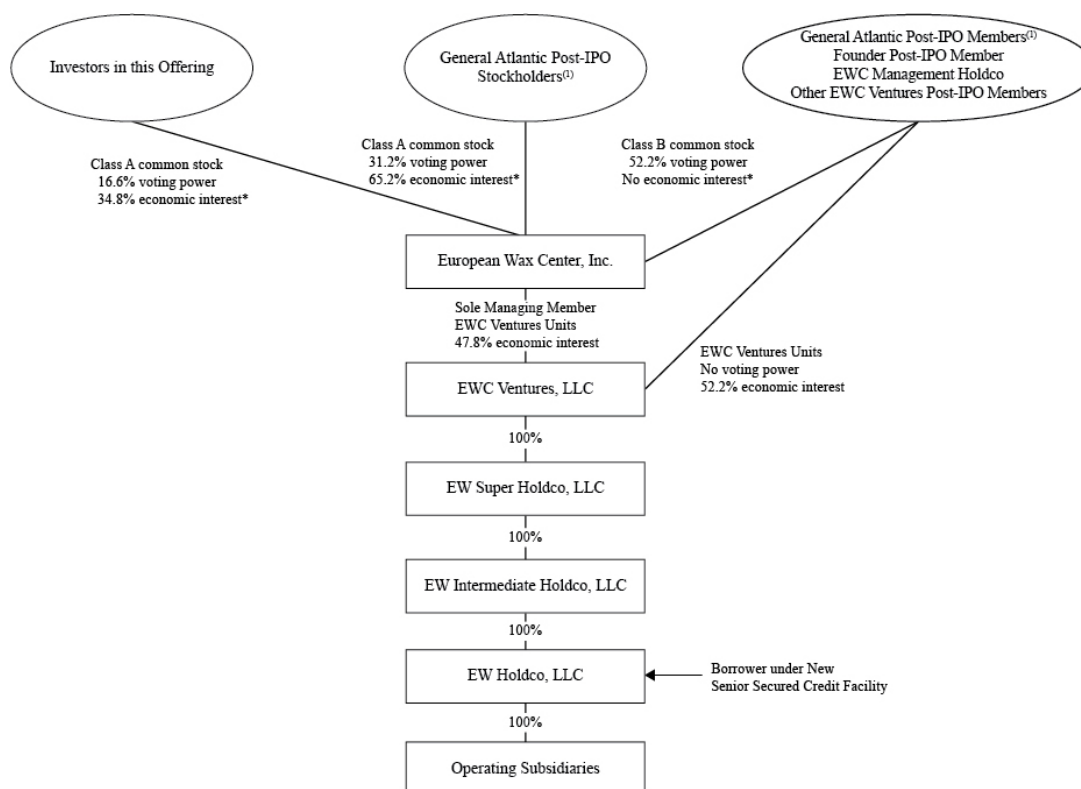 Investors in this Offering
General Atlantic Post-IPO
Stockholders(1)
General Atlantic Post-IPO Members(1)
Founder Post-IPO Member
EWC Management Holdco
Other EWC Ventures Post-IPO Members
Class A common stock
16.6% voting power
34.8% economic interest*
Class A common stock
31.2% voting power
65.2% economic interest*
Class B common stock
52.2% voting power
No economic interest*
European Wax Center, Inc.
Sole Managing Member
EWC Ventures Units
47.8% economic interest
EWC Ventures Units
No voting power
52.2% economic interest
EWC Ventures, LLC
100%
EW Super Holdco, LLC
100%
EW Intermediate Holdco, LLC
100%
EW Holdco, LLC
Borrower under New
Senior Secured Credit Facility
100%
Operating Subsidiaries